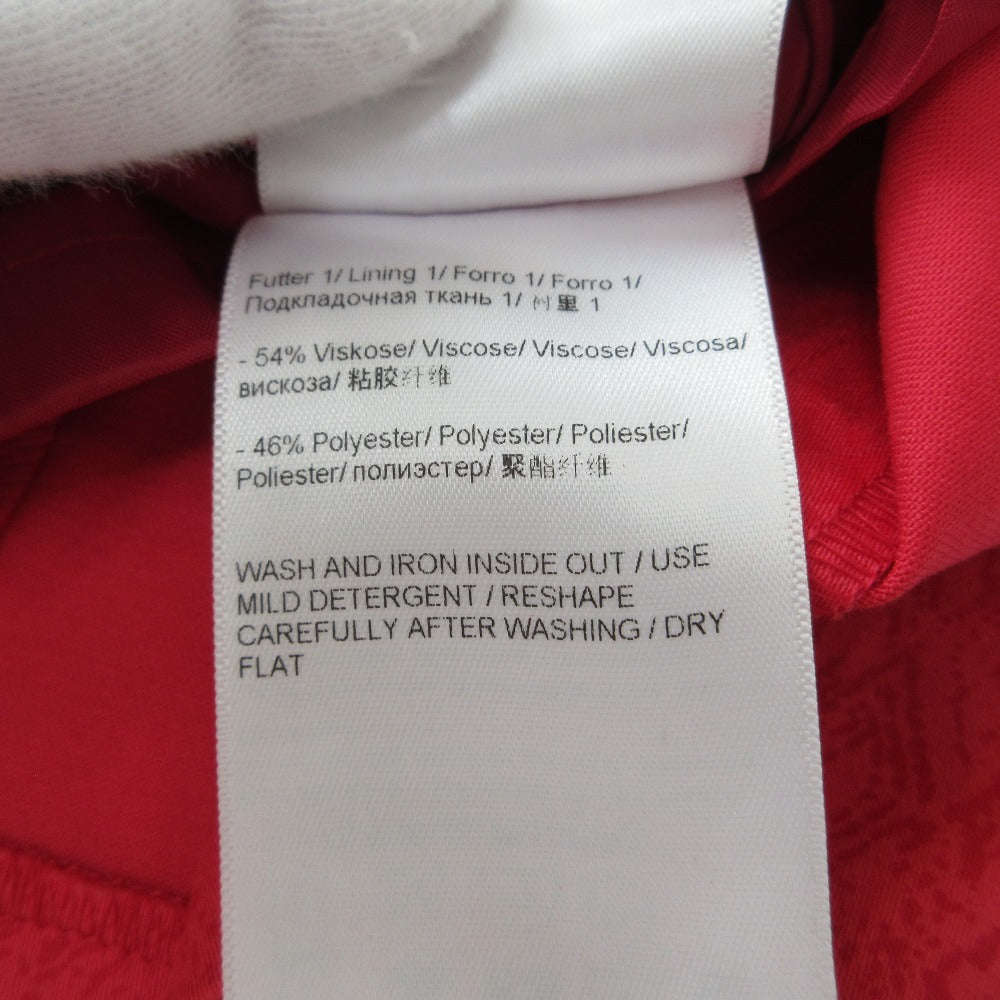 Futter 1/ Lining 1/ Forro 1/ Forro 1/
Подкладочная ткань 1/ 衬里 1
- 54% Viskose/ Viscose/ Viscose/ Viscosa/
вискоза/ 粘胶纤维
- 46% Polyester/ Polyester/ Poliester/
Poliester/ полиэстер/ 聚酯纤维
WASH AND IRON INSIDE OUT / USE
MILD DETERGENT / RESHAPE
CAREFULLY AFTER WASHING / DRY
FLAT